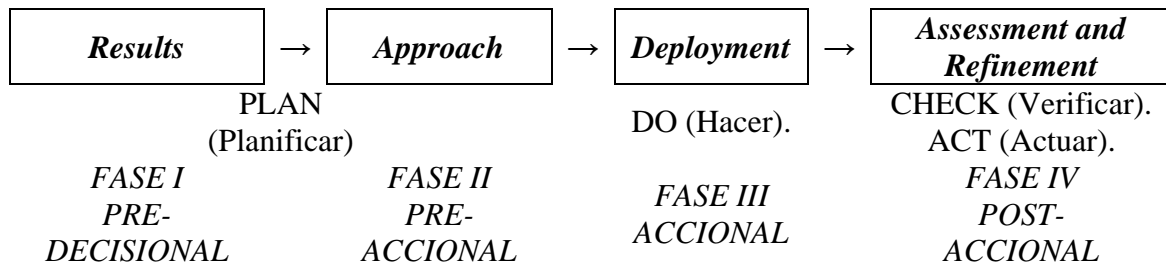 Results → Approach → Deployment → Assessment and
Refinement
PLAN
(Planificar)
DO (Hacer).
CHECK (Verificar).
ACT (Actuar).
FASE I
PRE-
DECISIONAL
FASE II
PRE-
ACCIONAL
FASE III
ACCIONAL
FASE IV
POST-
ACCIONAL